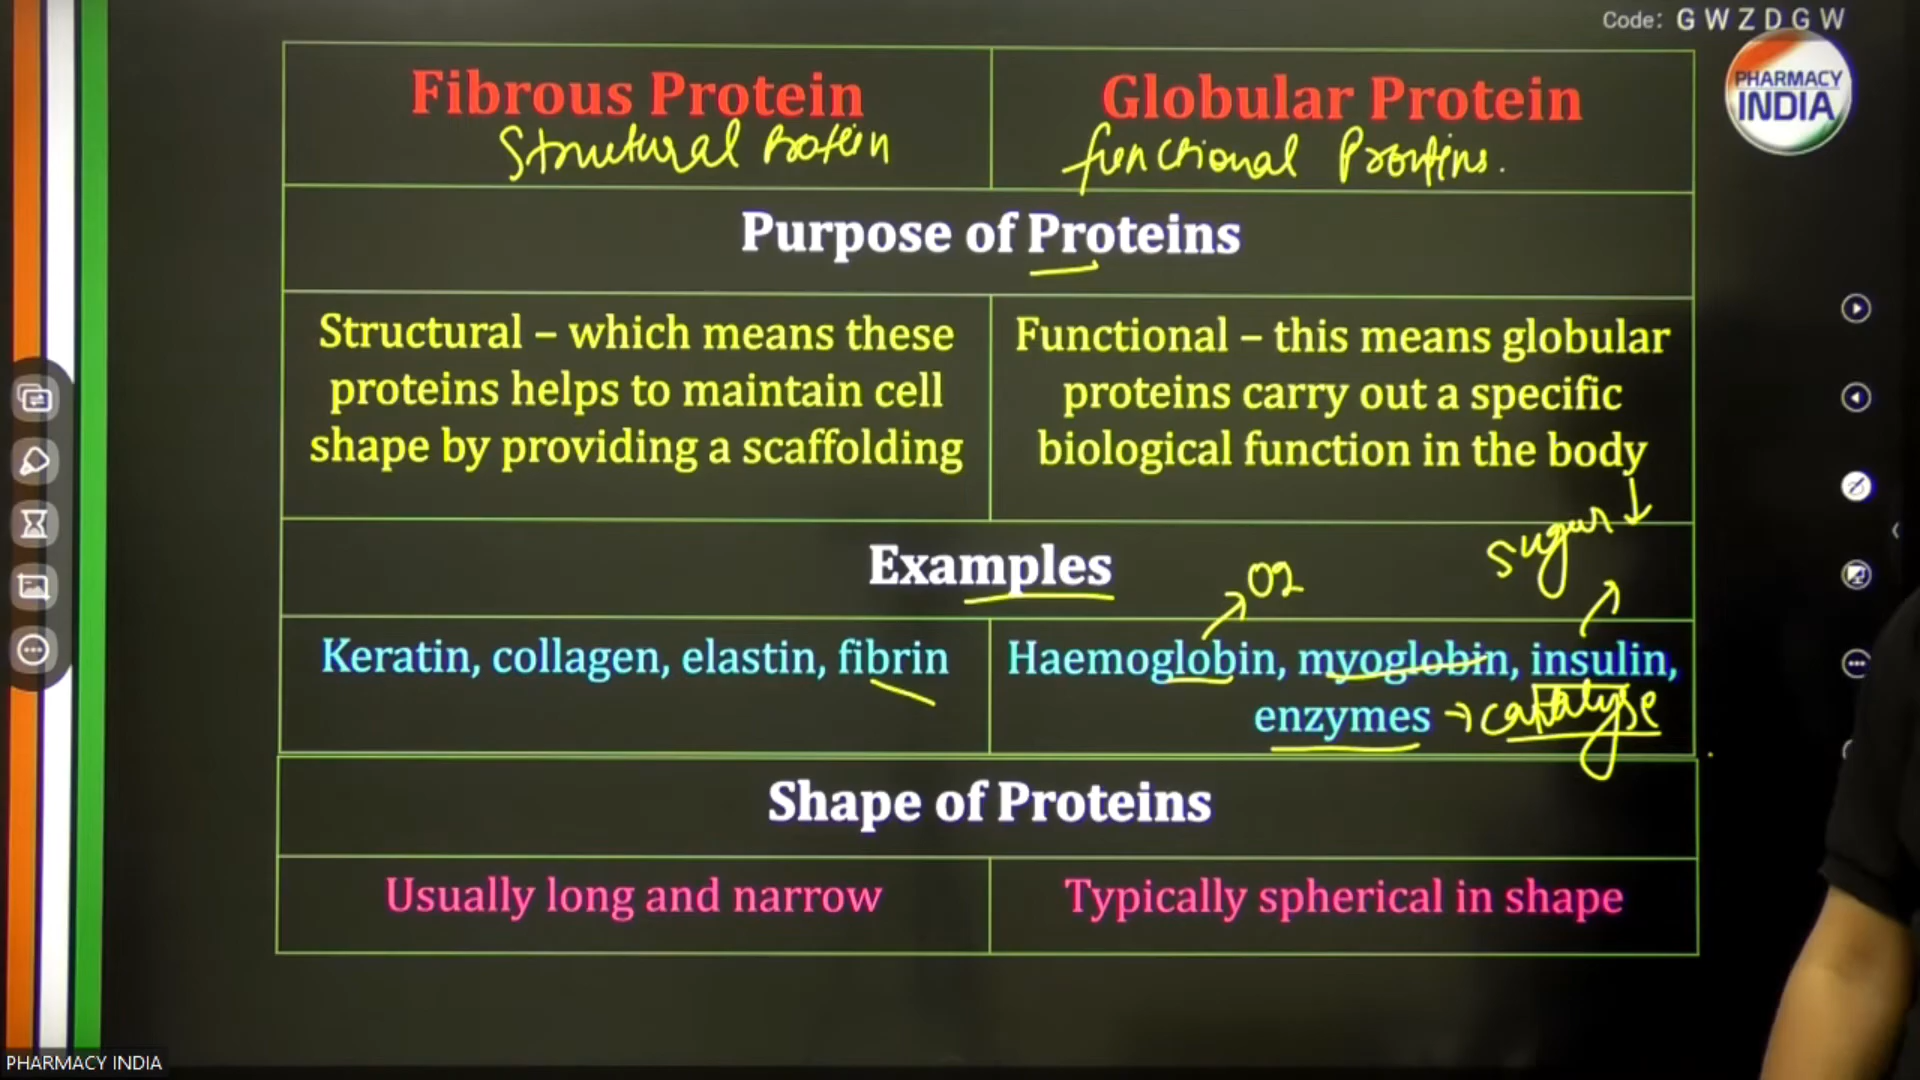 Code: G W Z D G W
PHARMACY
INDIA
Fibrous Protein
Structural Protein
Globular Protein
functional Proteins.
Purpose of Proteins
Structural – which means these
proteins helps to maintain cell
shape by providing a scaffolding
Functional – this means globular
proteins carry out a specific
biological function in the body
sugar ↓
Examples
O2
Keratin, collagen, elastin, fibrin
Haemoglobin, myoglobin, insulin,
enzymes → catalyse
Shape of Proteins
Usually long and narrow
Typically spherical in shape
PHARMACY INDIA